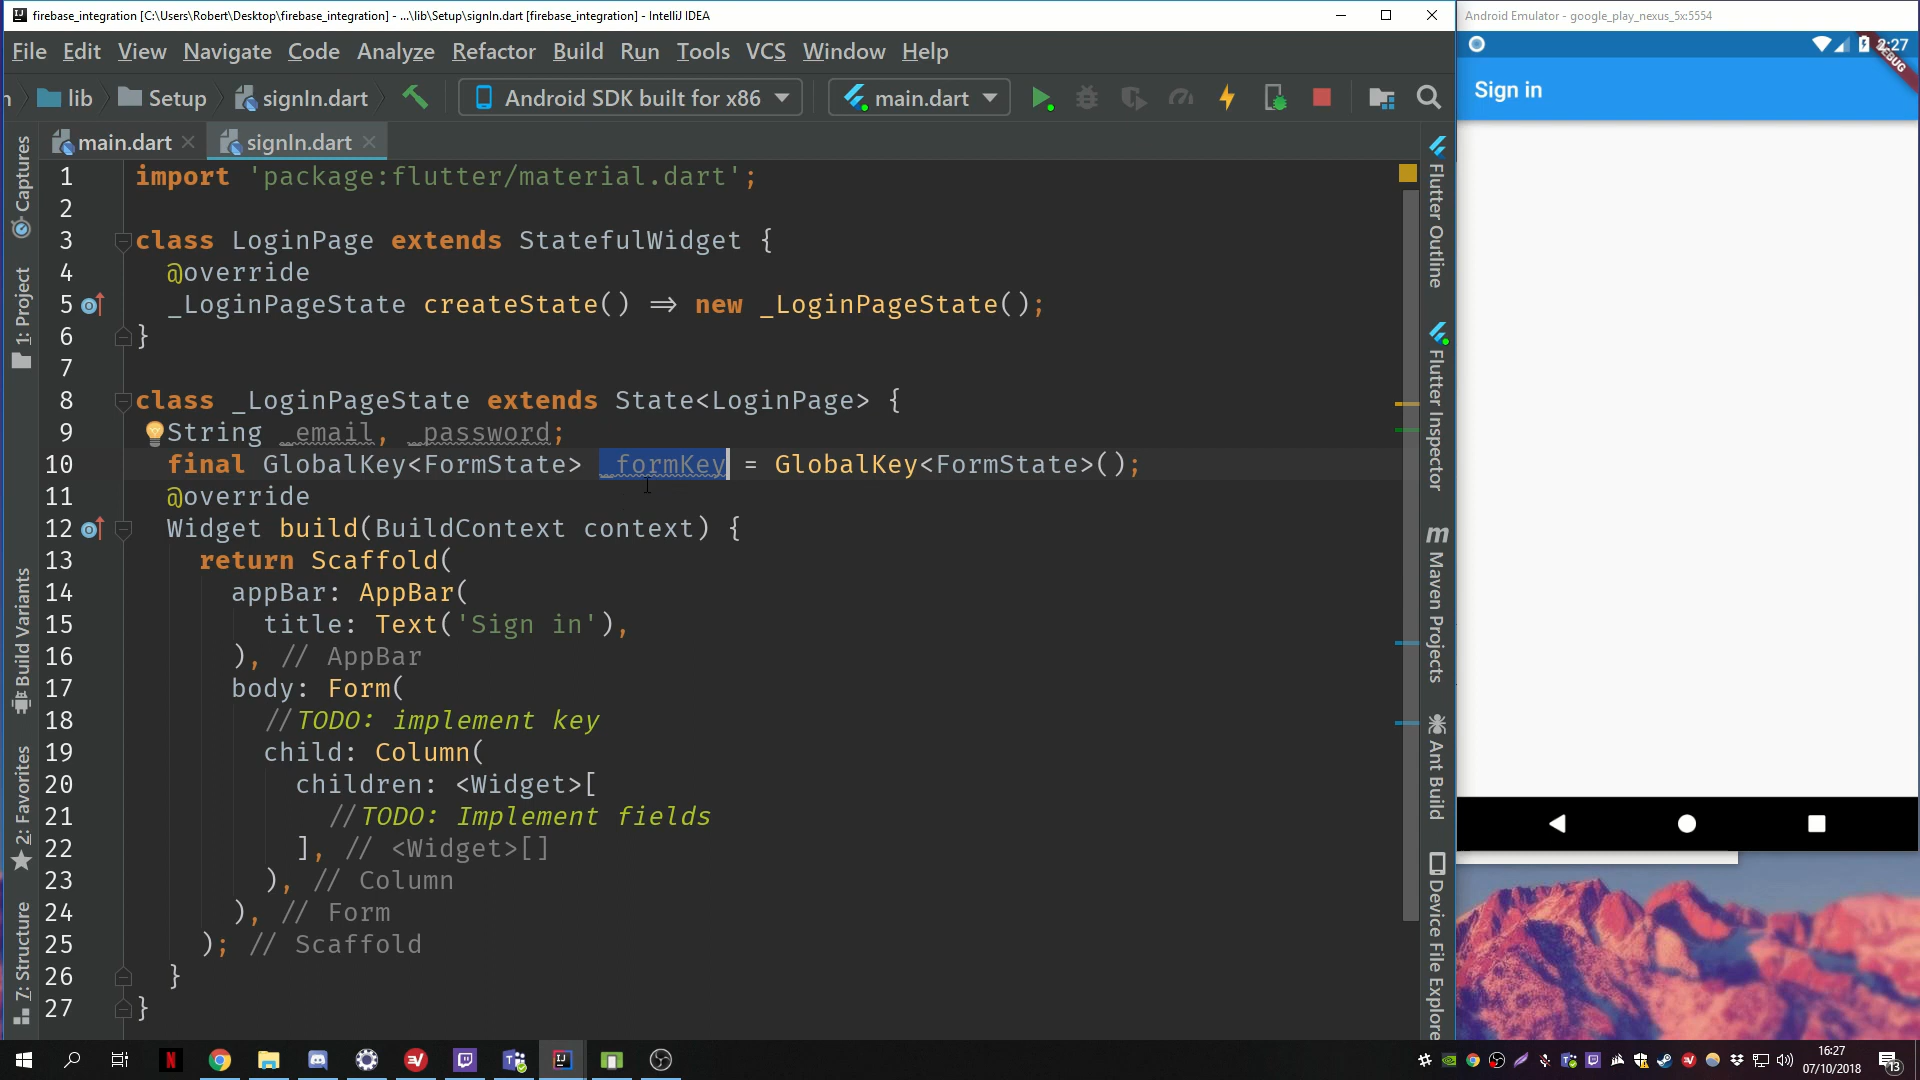 firebase_integration [C:\Users\Robert\Desktop\firebase_integration] - ...\lib\Setup\signIn.dart [firebase_integration] - IntelliJ IDEA
File Edit View Navigate Code Analyze Refactor Build Run Tools VCS Window Help
lib Setup signIn.dart Android SDK built for x86 main.dart
main.dart signIn.dart
1 import 'package:flutter/material.dart';
2
3 class LoginPage extends StatefulWidget {
4 @override
5 _LoginPageState createState() => new _LoginPageState();
6 }
7
8 class _LoginPageState extends State<LoginPage> {
9 String _email, _password;
10 final GlobalKey<FormState> _formKey = GlobalKey<FormState>();
11 @override
12 Widget build(BuildContext context) {
13 return Scaffold(
14 appBar: AppBar(
15 title: Text('Sign in'),
16 ), // AppBar
17 body: Form(
18 //TODO: implement key
19 child: Column(
20 children: <Widget>[
21 //TODO: Implement fields
22 ], // <Widget>[]
23 ), // Column
24 ), // Form
25 ); // Scaffold
26 }
27 }
Captures
1: Project
Build Variants
2: Favorites
7: Structure
Flutter Outline
Flutter Inspector
Maven Projects
Ant Build
Device File Explore
Android Emulator - google_play_nexus_5x:5554
2:27
DEBUG
Sign in
16:27
07/10/2018
13